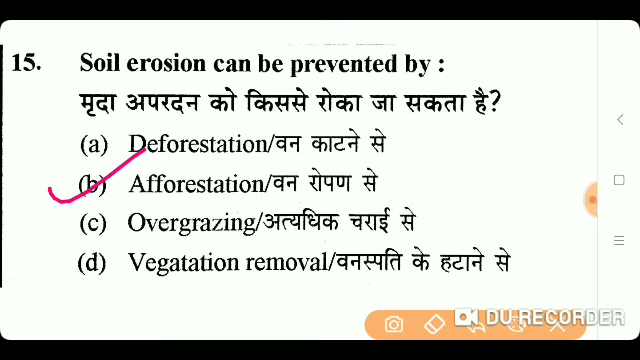 15. Soil erosion can be prevented by :
मृदा अपरदन को किससे रोका जा सकता है?
(a) Deforestation/वन काटने से
(b) Afforestation/वन रोपण से
(c) Overgrazing/अत्यधिक चराई से
(d) Vegatation removal/वनस्पति के हटाने से
DU RECORDER